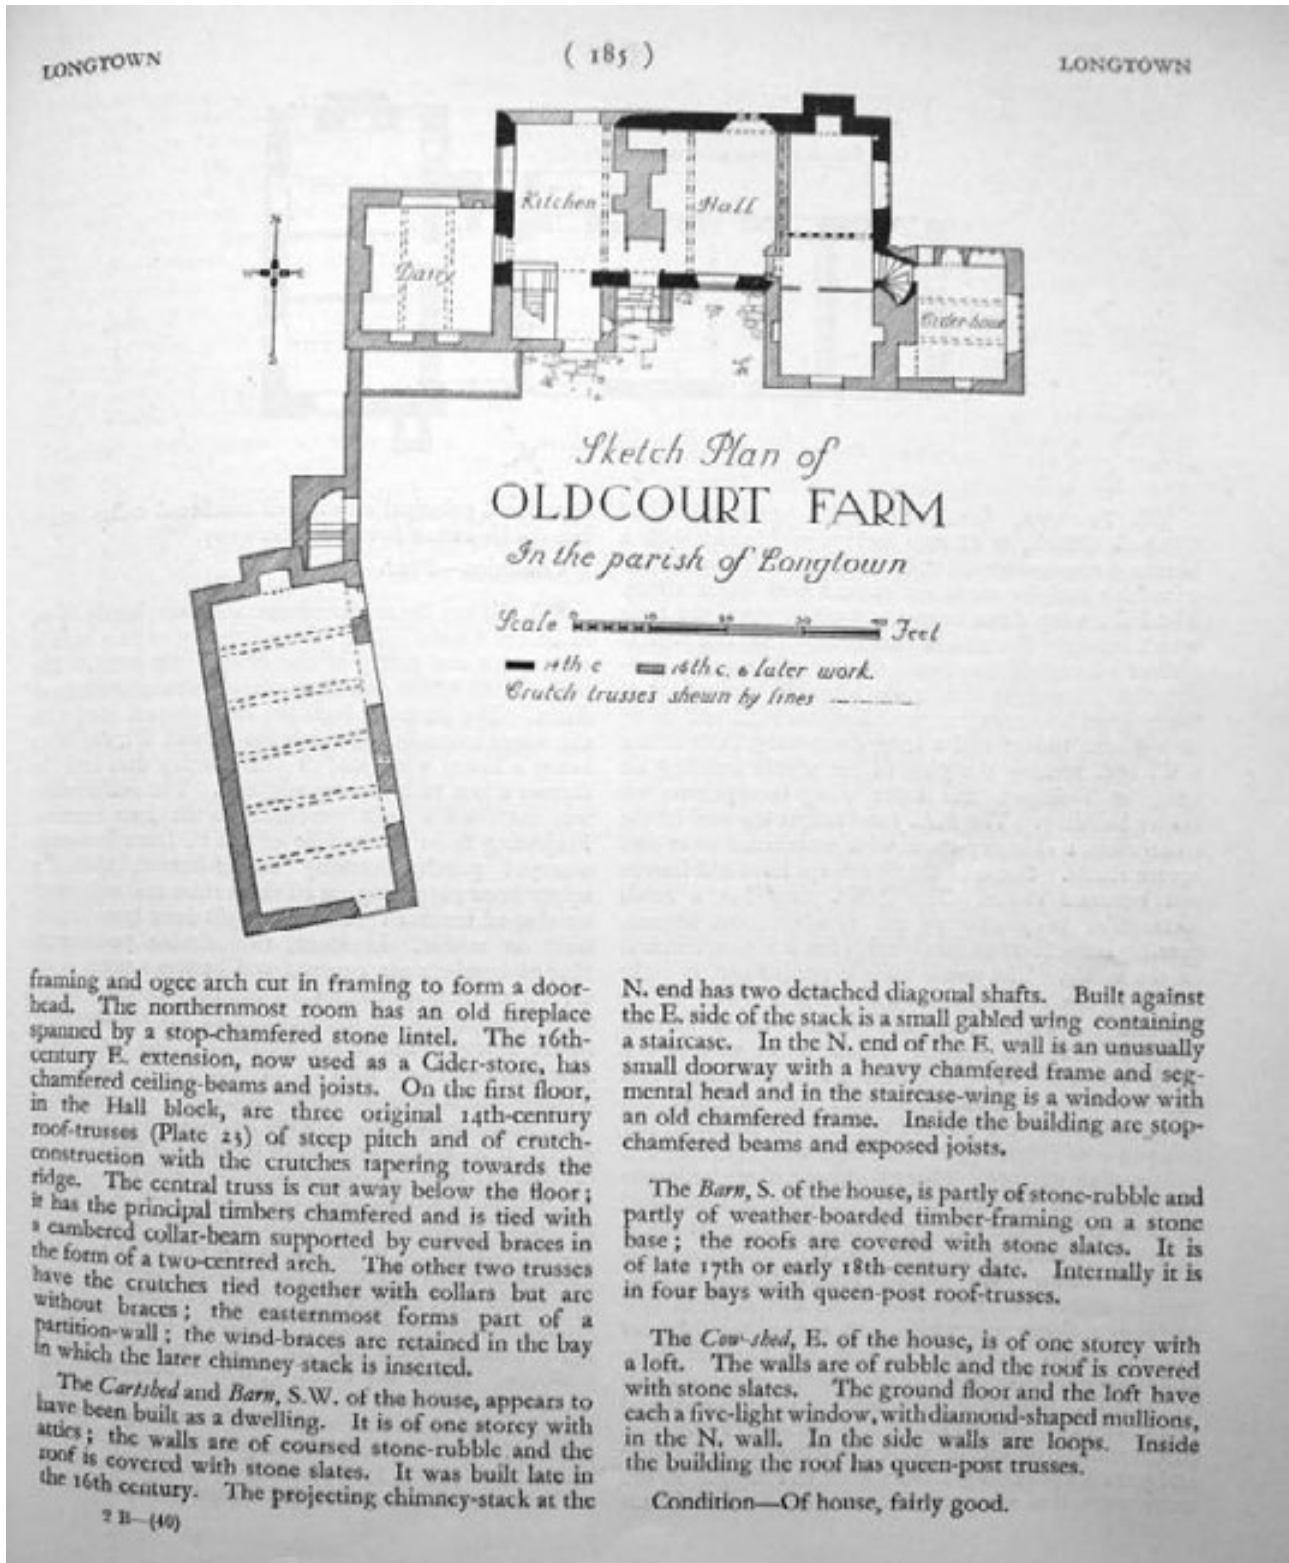 LONGTOWN
( 185 )
LONGTOWN
N
S
Kitchen
Hall
Dairy
Cider-house
Sketch Plan of
OLDCOURT FARM
In the parish of Longtown
Scale 0 10 20 30 40 Feet
14th c 16th c. & later work.
Crutch trusses shewn by lines
framing and ogee arch cut in framing to form a door-
head. The northernmost room has an old fireplace
spanned by a stop-chamfered stone lintel. The 16th-
century E. extension, now used as a Cider-store, has
chamfered ceiling-beams and joists. On the first floor,
in the Hall block, are three original 14th-century
roof-trusses (Plate 23) of steep pitch and of crutch-
construction with the crutches tapering towards the
ridge. The central truss is cut away below the floor;
it has the principal timbers chamfered and is tied with
a cambered collar-beam supported by curved braces in
the form of a two-centred arch. The other two trusses
have the crutches tied together with collars but are
without braces; the easternmost forms part of a
partition-wall; the wind-braces are retained in the bay
in which the later chimney-stack is inserted.
The Cartshed and Barn, S.W. of the house, appears to
have been built as a dwelling. It is of one storey with
attics; the walls are of coursed stone-rubble and the
roof is covered with stone slates. It was built late in
the 16th century. The projecting chimney-stack at the
2 B—(40)
N. end has two detached diagonal shafts. Built against
the E. side of the stack is a small gabled wing containing
a staircase. In the N. end of the E. wall is an unusually
small doorway with a heavy chamfered frame and seg-
mental head and in the staircase-wing is a window with
an old chamfered frame. Inside the building are stop-
chamfered beams and exposed joists.
The Barn, S. of the house, is partly of stone-rubble and
partly of weather-boarded timber-framing on a stone
base; the roofs are covered with stone slates. It is
of late 17th or early 18th-century date. Internally it is
in four bays with queen-post roof-trusses.
The Cow-shed, E. of the house, is of one storey with
a loft. The walls are of rubble and the roof is covered
with stone slates. The ground floor and the loft have
each a five-light window, with diamond-shaped mullions,
in the N. wall. In the side walls are loops. Inside
the building the roof has queen-post trusses.
Condition—Of house, fairly good.